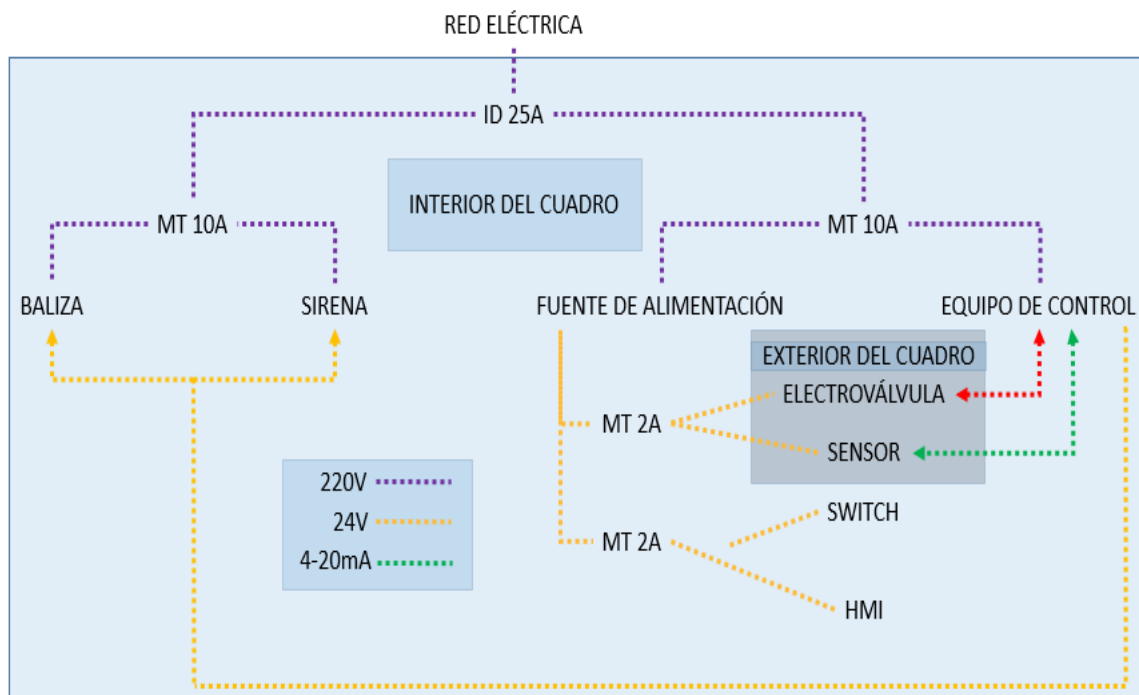 RED ELÉCTRICA
ID 25A
INTERIOR DEL CUADRO
MT 10A
MT 10A
BALIZA
SIRENA
FUENTE DE ALIMENTACIÓN
EQUIPO DE CONTROL
EXTERIOR DEL CUADRO
ELECTROVÁLVULA
MT 2A
SENSOR
220V
24V
4-20mA
SWITCH
MT 2A
HMI